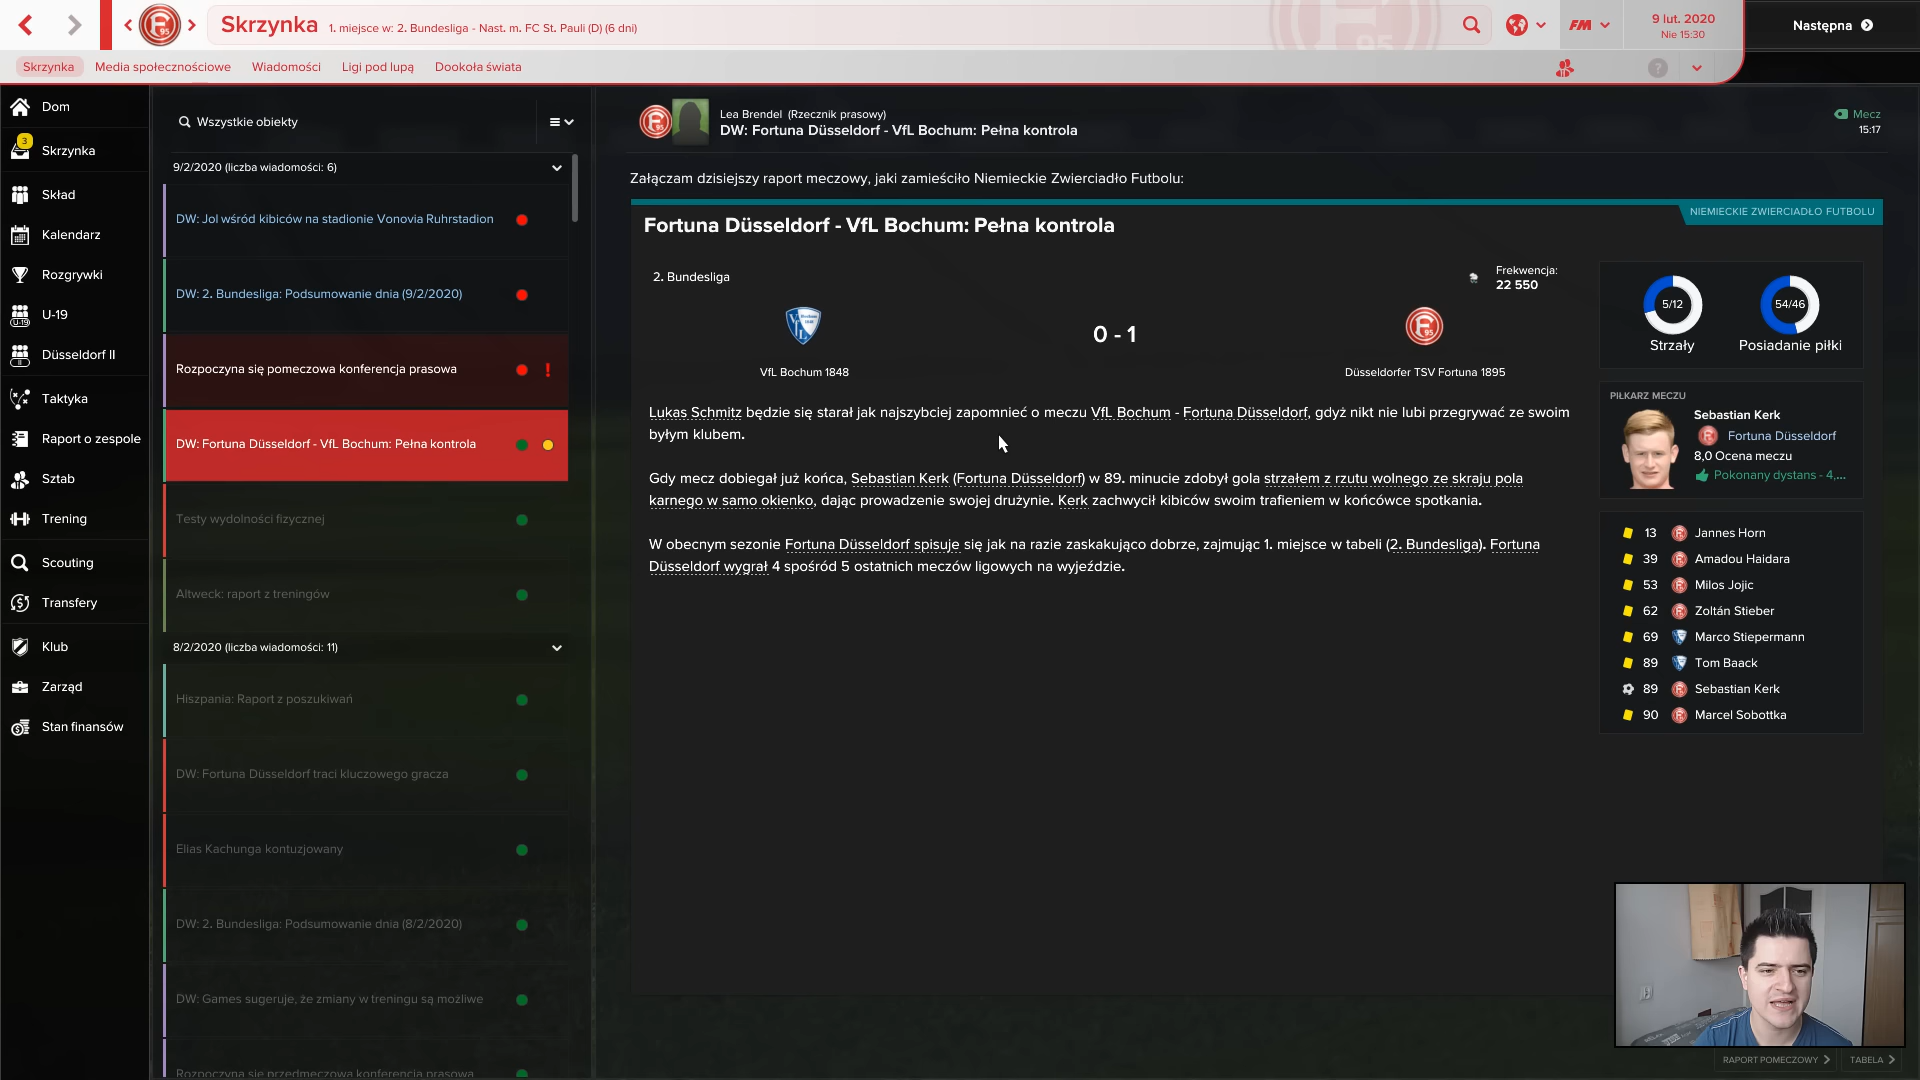 Skrzynka
1. miejsce w: 2. Bundesliga - Nast. m. FC St. Pauli (D) (6 dni)
FM
9 lut. 2020
Nie 15:30
Następna
Skrzynka
Media społecznościowe
Wiadomości
Ligi pod lupą
Dookoła świata
?
Dom
3
Skrzynka
Skład
Kalendarz
Rozgrywki
U-19
Düsseldorf II
Taktyka
Raport o zespole
Sztab
Trening
Scouting
Transfery
Klub
Zarząd
Stan finansów
Wszystkie obiekty
9/2/2020 (liczba wiadomości: 6)
DW: Jol wśród kibiców na stadionie Vonovia Ruhrstadion
DW: 2. Bundesliga: Podsumowanie dnia (9/2/2020)
Rozpoczyna się pomeczowa konferencja prasowa
!
DW: Fortuna Düsseldorf - VfL Bochum: Pełna kontrola
Testy wydolności fizycznej
Altweck: raport z treningów
8/2/2020 (liczba wiadomości: 11)
Hiszpania: Raport z poszukiwań
DW: Fortuna Düsseldorf traci kluczowego gracza
Elias Kachunga kontuzjowany
DW: 2. Bundesliga: Podsumowanie dnia (8/2/2020)
DW: Games sugeruje, że zmiany w treningu są możliwe
Rozpoczyna się przedmeczowa konferencja prasowa
Lea Brendel (Rzecznik prasowy)
DW: Fortuna Düsseldorf - VfL Bochum: Pełna kontrola
Mecz
15:17
Załączam dzisiejszy raport meczowy, jaki zamieściło Niemieckie Zwierciadło Futbolu:
NIEMIECKIE ZWIERCIADŁO FUTBOLU
Fortuna Düsseldorf - VfL Bochum: Pełna kontrola
2. Bundesliga
Frekwencja:
22 550
0 - 1
VfL Bochum 1848
Düsseldorfer TSV Fortuna 1895
Lukas Schmitz będzie się starał jak najszybciej zapomnieć o meczu VfL Bochum - Fortuna Düsseldorf, gdyż nikt nie lubi przegrywać ze swoim
byłym klubem.
Gdy mecz dobiegał już końca, Sebastian Kerk (Fortuna Düsseldorf) w 89. minucie zdobył gola strzałem z rzutu wolnego ze skraju pola
karnego w samo okienko, dając prowadzenie swojej drużynie. Kerk zachwycił kibiców swoim trafieniem w końcówce spotkania.
W obecnym sezonie Fortuna Düsseldorf spisuje się jak na razie zaskakująco dobrze, zajmując 1. miejsce w tabeli (2. Bundesliga). Fortuna
Düsseldorf wygrał 4 spośród 5 ostatnich meczów ligowych na wyjeździe.
5/12
Strzały
54/46
Posiadanie piłki
PIŁKARZ MECZU
Sebastian Kerk
Fortuna Düsseldorf
8,0 Ocena meczu
Pokonany dystans - 4,...
13 Jannes Horn
39 Amadou Haidara
53 Milos Jojic
62 Zoltán Stieber
69 Marco Stiepermann
89 Tom Baack
89 Sebastian Kerk
90 Marcel Sobottka
RAPORT POMECZOWY
TABELA